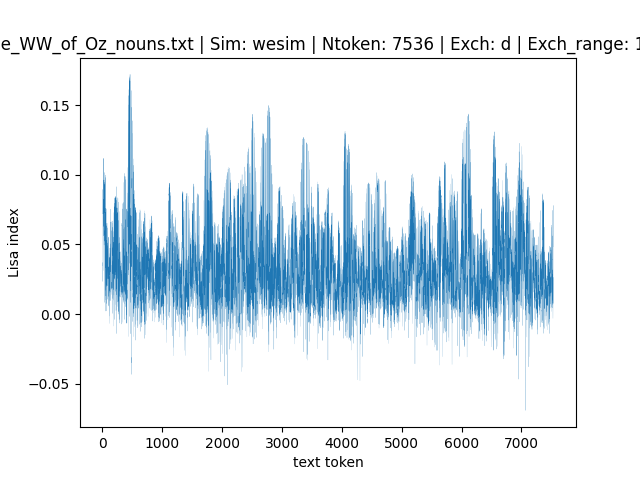 e_WW_of_Oz_nouns.txt | Sim: wesim | Ntoken: 7536 | Exch: d | Exch_range: 1
0.15
0.10
0.05
0.00
−0.05
Lisa index
0 1000 2000 3000 4000 5000 6000 7000
text token